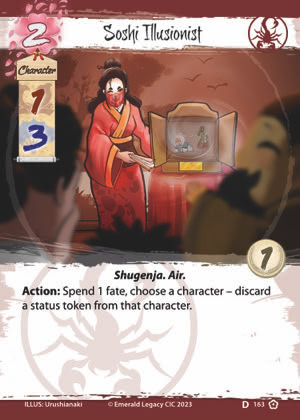 2
Soshi Illusionist
Character
1
3
1
Shugenja. Air.
Action: Spend 1 fate, choose a character – discard
a status token from that character.
ILLUS: Urushianaki
© Emerald Legacy CIC 2023
D 163